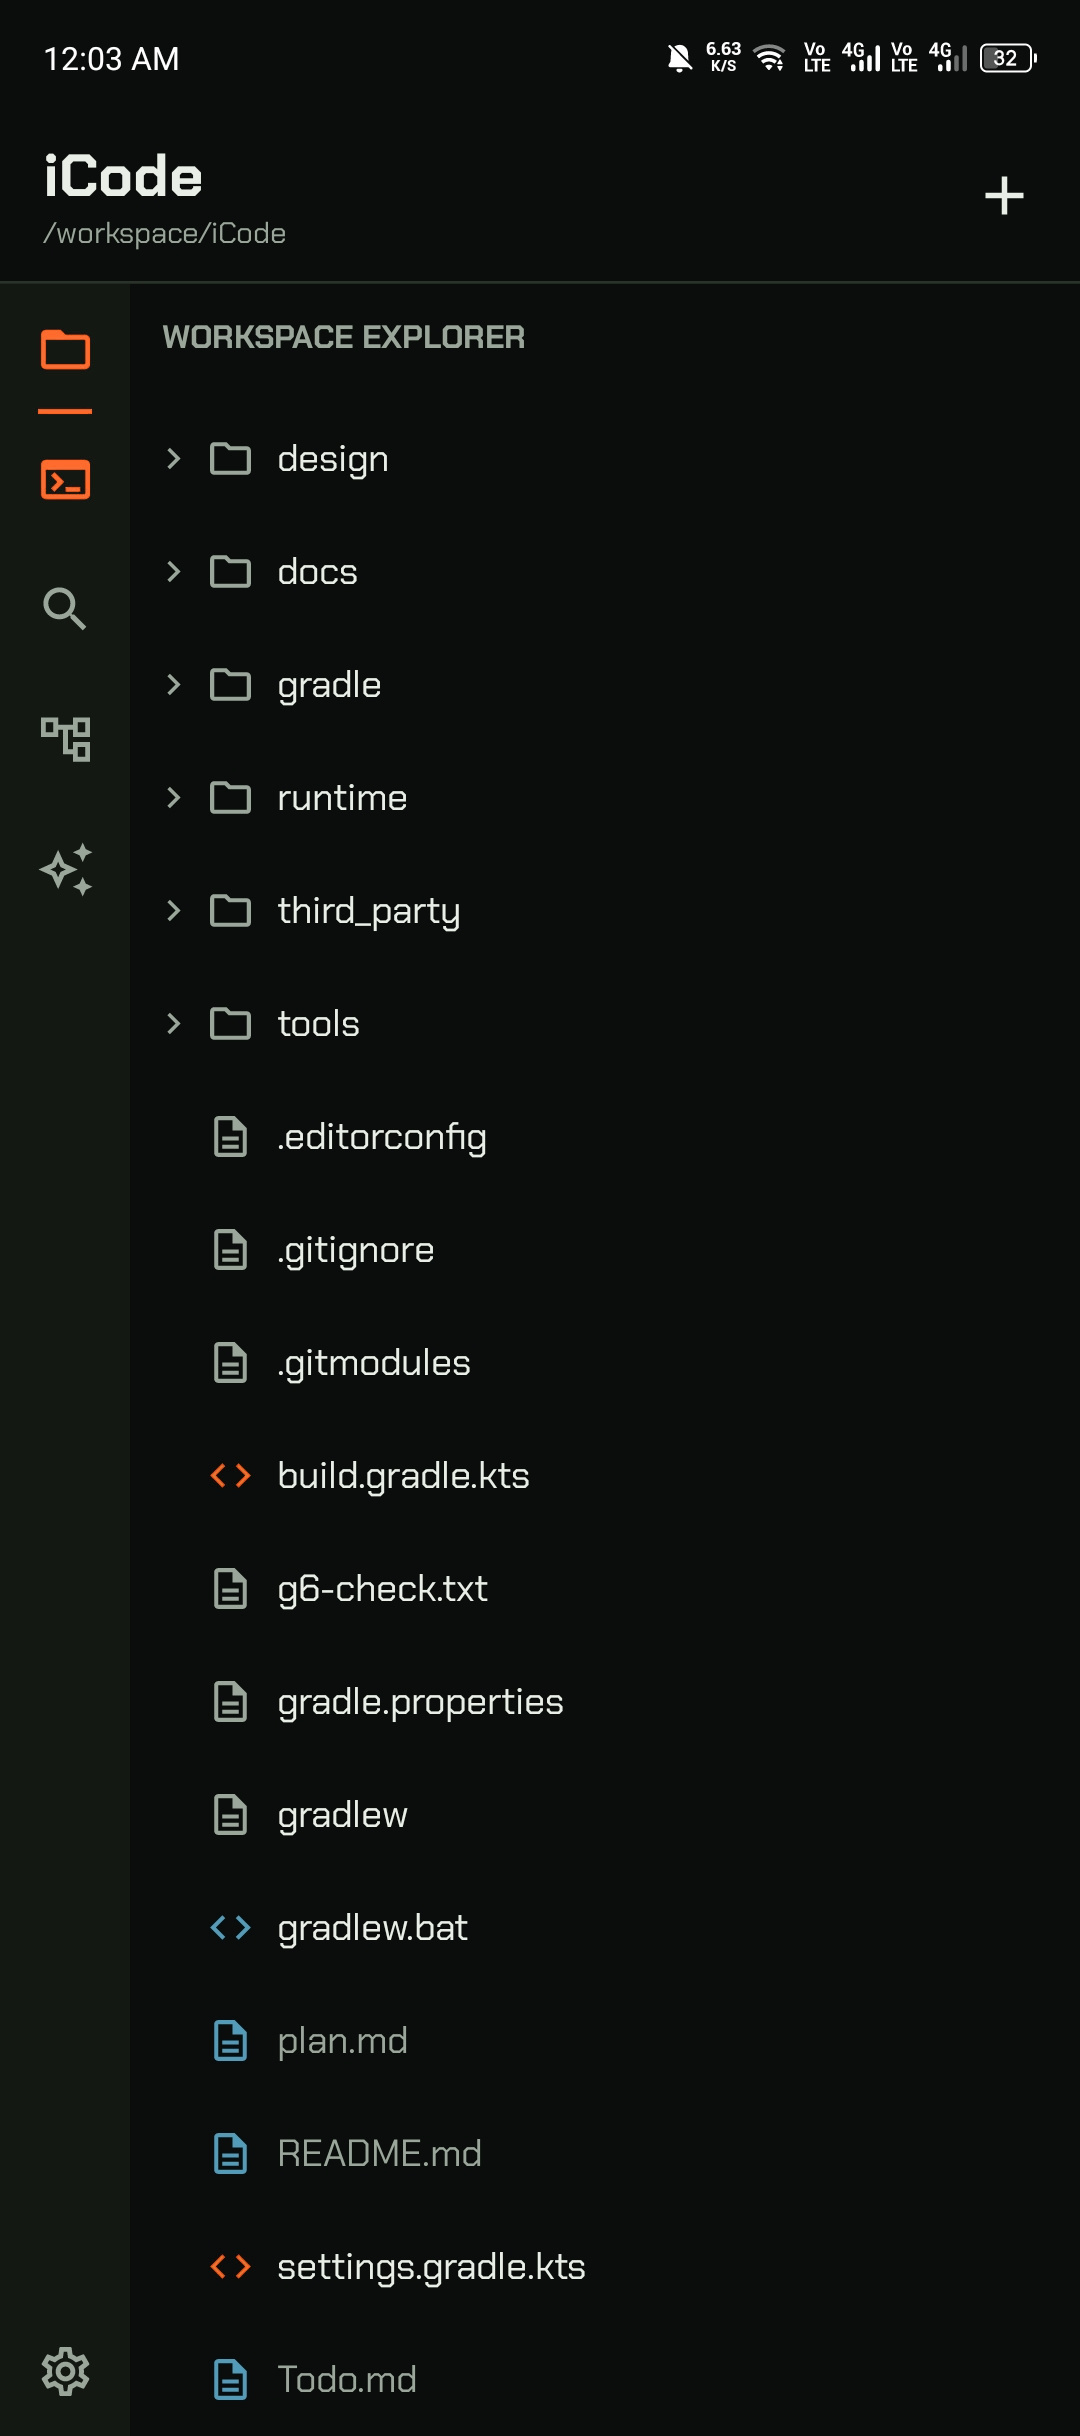 12:03 AM
6.63 K/S
Vo LTE 4G Vo LTE 4G 32
iCode
/workspace/iCode
WORKSPACE EXPLORER
design
docs
gradle
runtime
third_party
tools
.editorconfig
.gitignore
.gitmodules
build.gradle.kts
g6-check.txt
gradle.properties
gradlew
gradlew.bat
plan.md
README.md
settings.gradle.kts
Todo.md